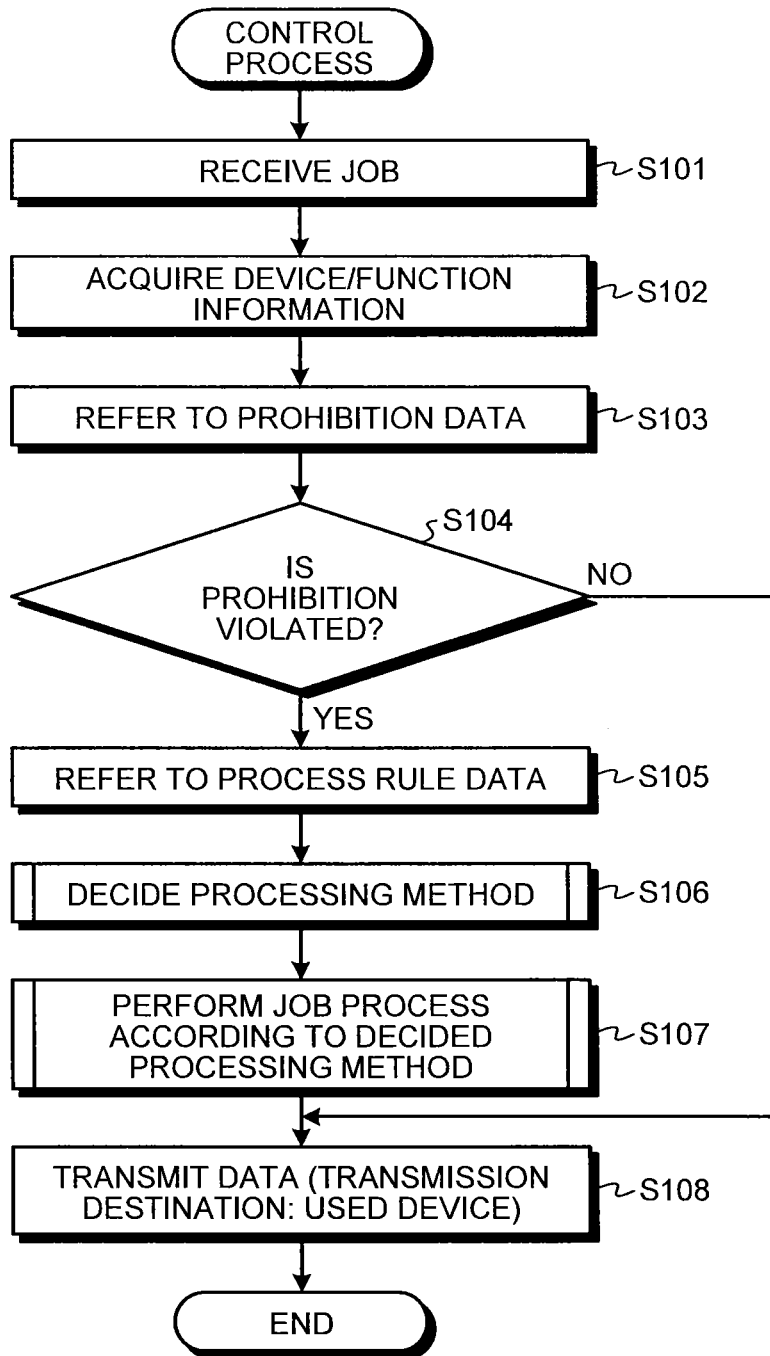 CONTROL
PROCESS
RECEIVE JOB
S101
ACQUIRE DEVICE/FUNCTION
INFORMATION
S102
REFER TO PROHIBITION DATA
S103
S104
IS
PROHIBITION
VIOLATED?
NO
YES
REFER TO PROCESS RULE DATA
S105
DECIDE PROCESSING METHOD
S106
PERFORM JOB PROCESS
ACCORDING TO DECIDED
PROCESSING METHOD
S107
TRANSMIT DATA (TRANSMISSION
DESTINATION: USED DEVICE)
S108
END